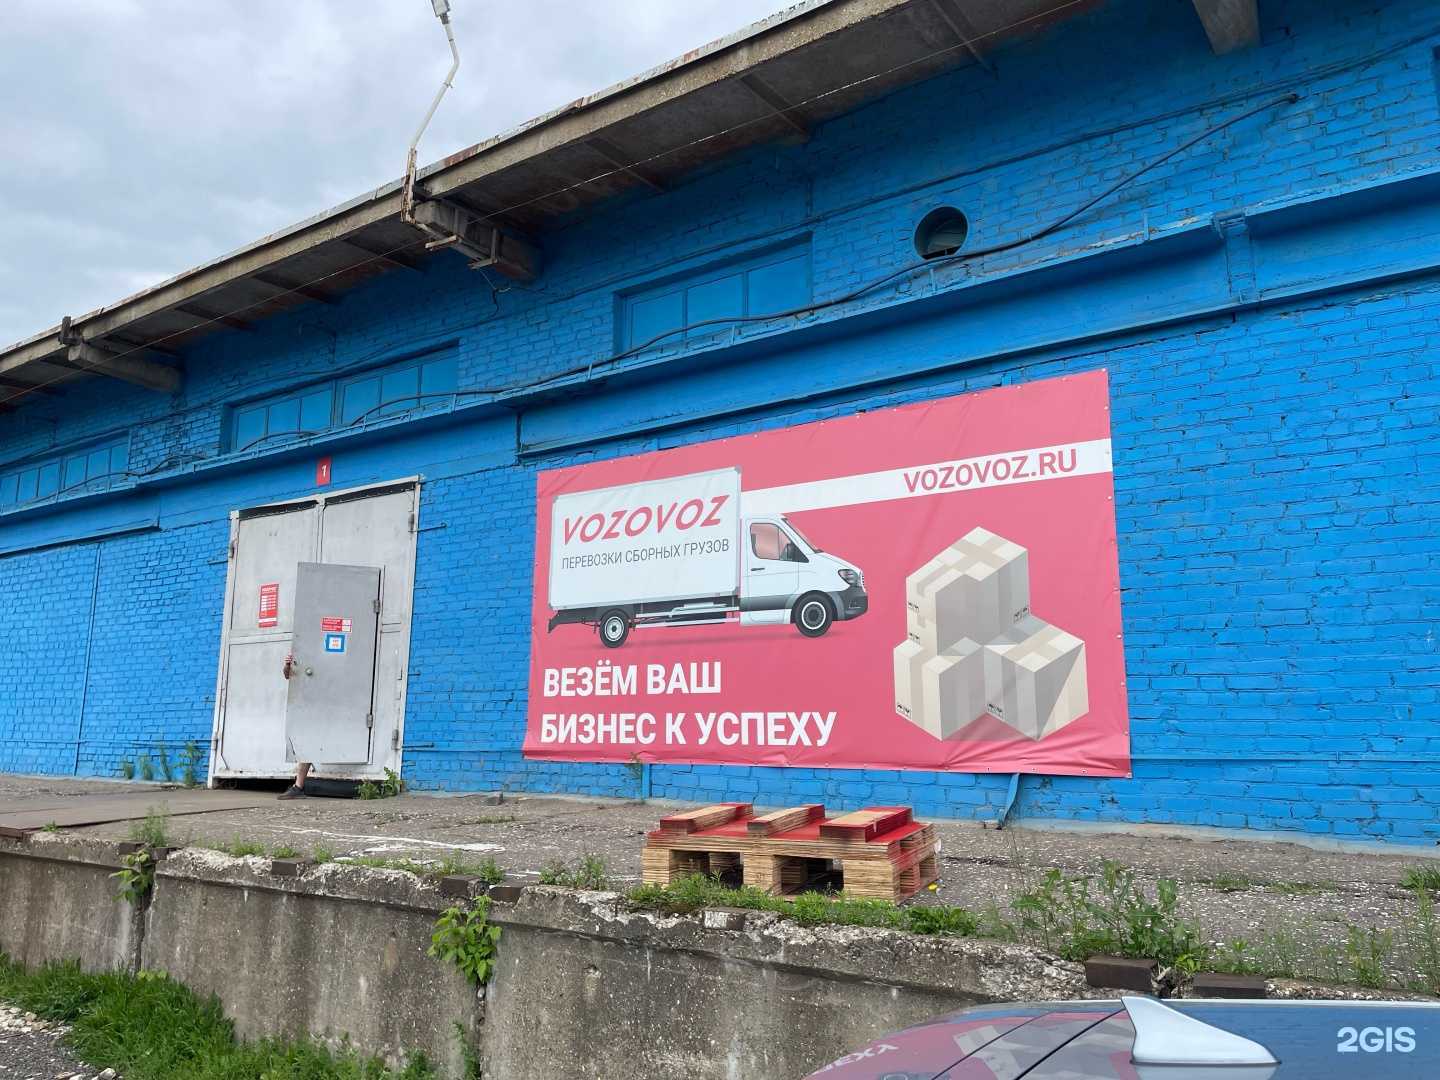 1
VOZOVOZ.RU
VOZOVOZ
ПЕРЕВОЗКИ СБОРНЫХ ГРУЗОВ
ВЕЗЁМ ВАШ
БИЗНЕС К УСПЕХУ
2GIS